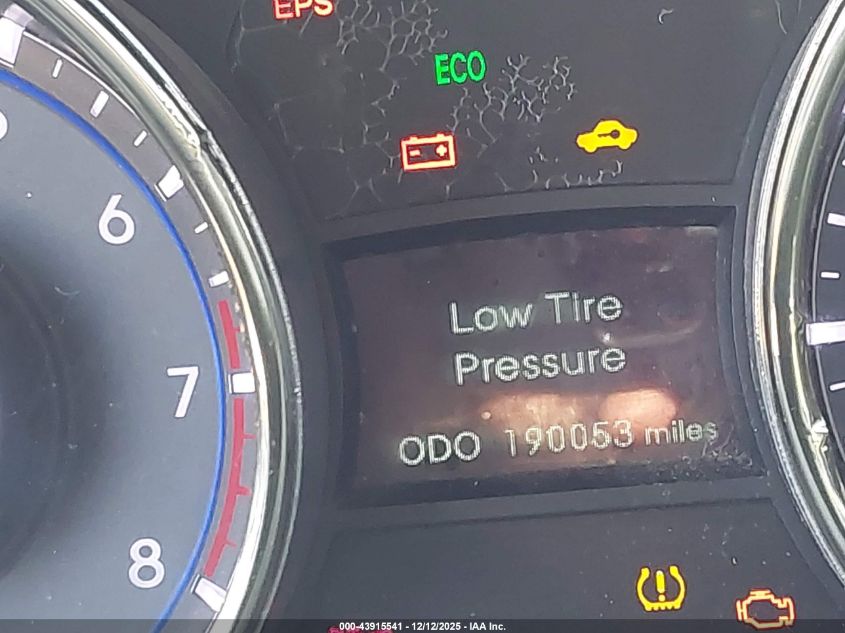 EPS
ECO
6
7
8
Low Tire
Pressure
ODO 190053 miles
000-43915541 - 12/12/2025 - IAA Inc.